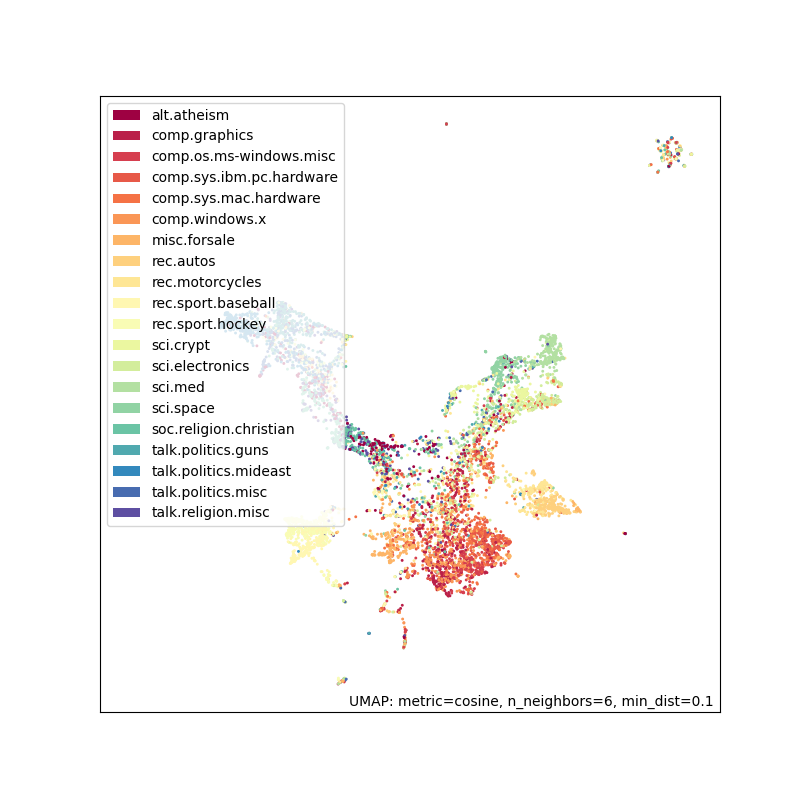 alt.atheism
comp.graphics
comp.os.ms-windows.misc
comp.sys.ibm.pc.hardware
comp.sys.mac.hardware
comp.windows.x
misc.forsale
rec.autos
rec.motorcycles
rec.sport.baseball
rec.sport.hockey
sci.crypt
sci.electronics
sci.med
sci.space
soc.religion.christian
talk.politics.guns
talk.politics.mideast
talk.politics.misc
talk.religion.misc
UMAP: metric=cosine, n_neighbors=6, min_dist=0.1